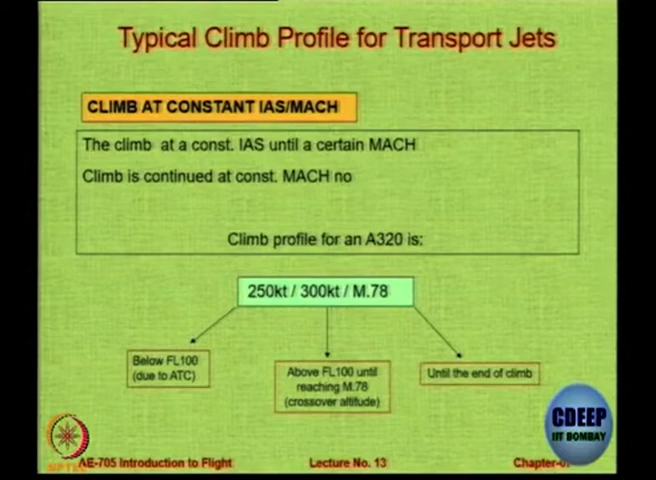 Typical Climb Profile for Transport Jets
CLIMB AT CONSTANT IAS/MACH
The climb at a const. IAS until a certain MACH
Climb is continued at const. MACH no
Climb profile for an A320 is:
250kt / 300kt / M.78
Below FL100
(due to ATC)
Above FL100 until
reaching M.78
(crossover altitude)
Until the end of climb
CDEEP
IIT BOMBAY
NPTEL
AE-705 Introduction to Flight
Lecture No. 13